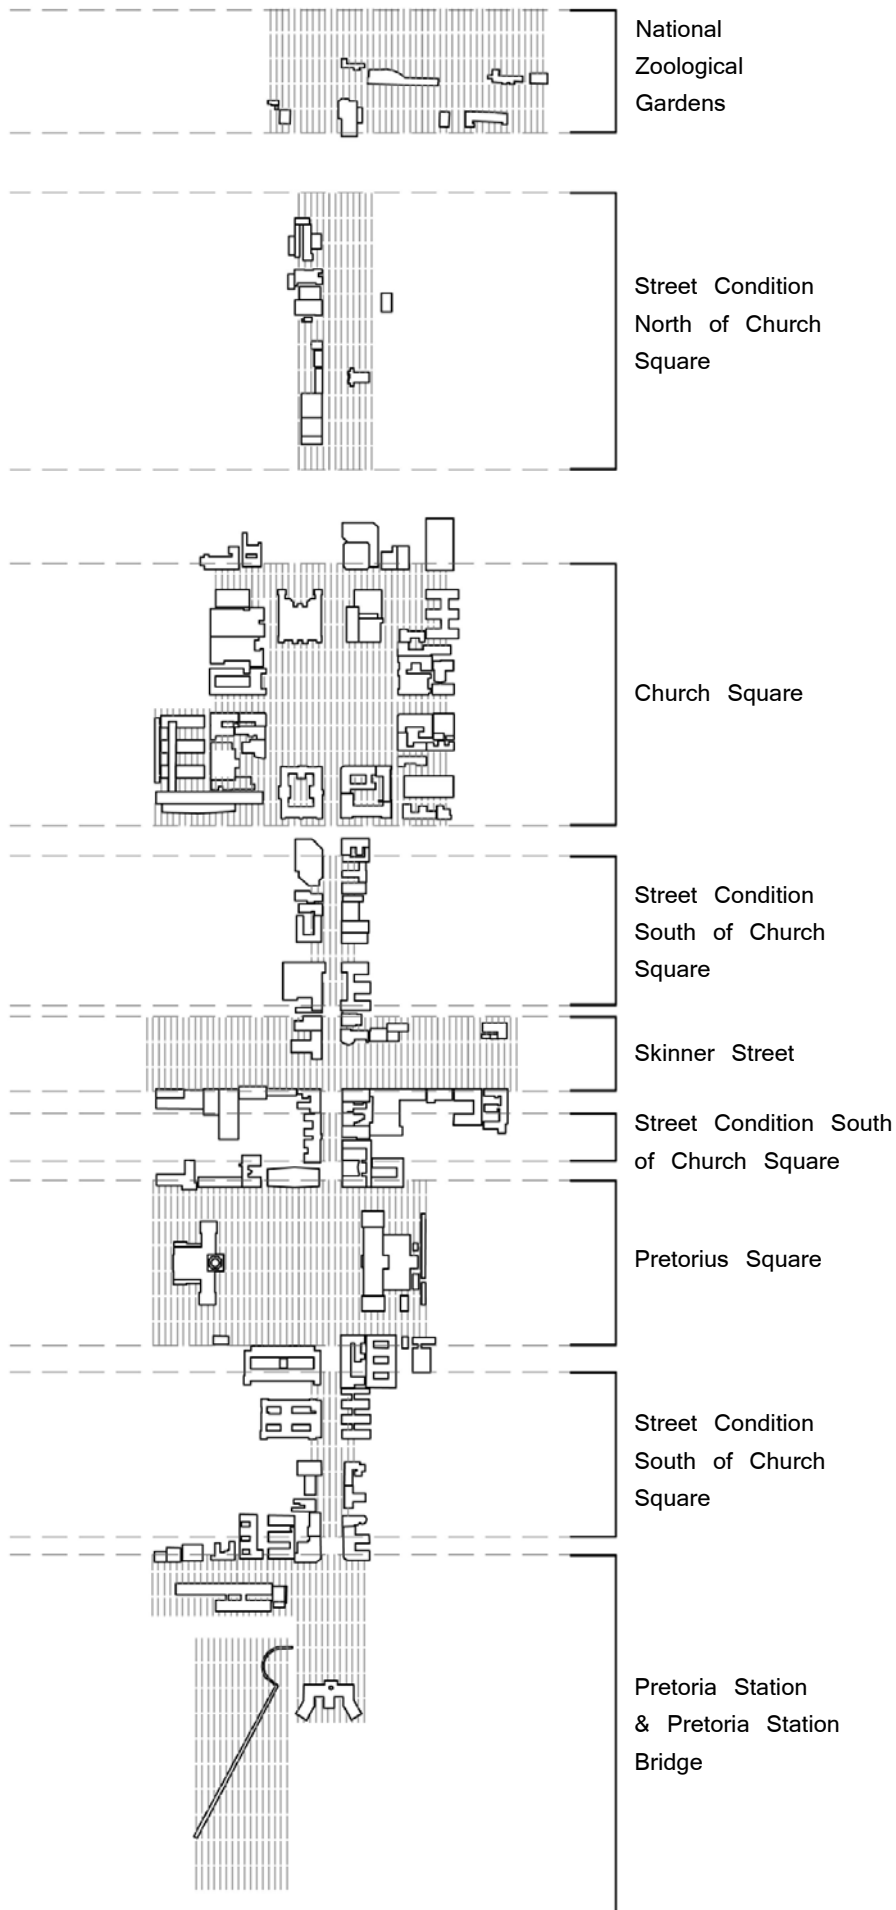 National
Zoological
Gardens
Street Condition
North of Church
Square
Church Square
Street Condition
South of Church
Square
Skinner Street
Street Condition South
of Church Square
Pretorius Square
Street Condition
South of Church
Square
Pretoria Station
& Pretoria Station
Bridge